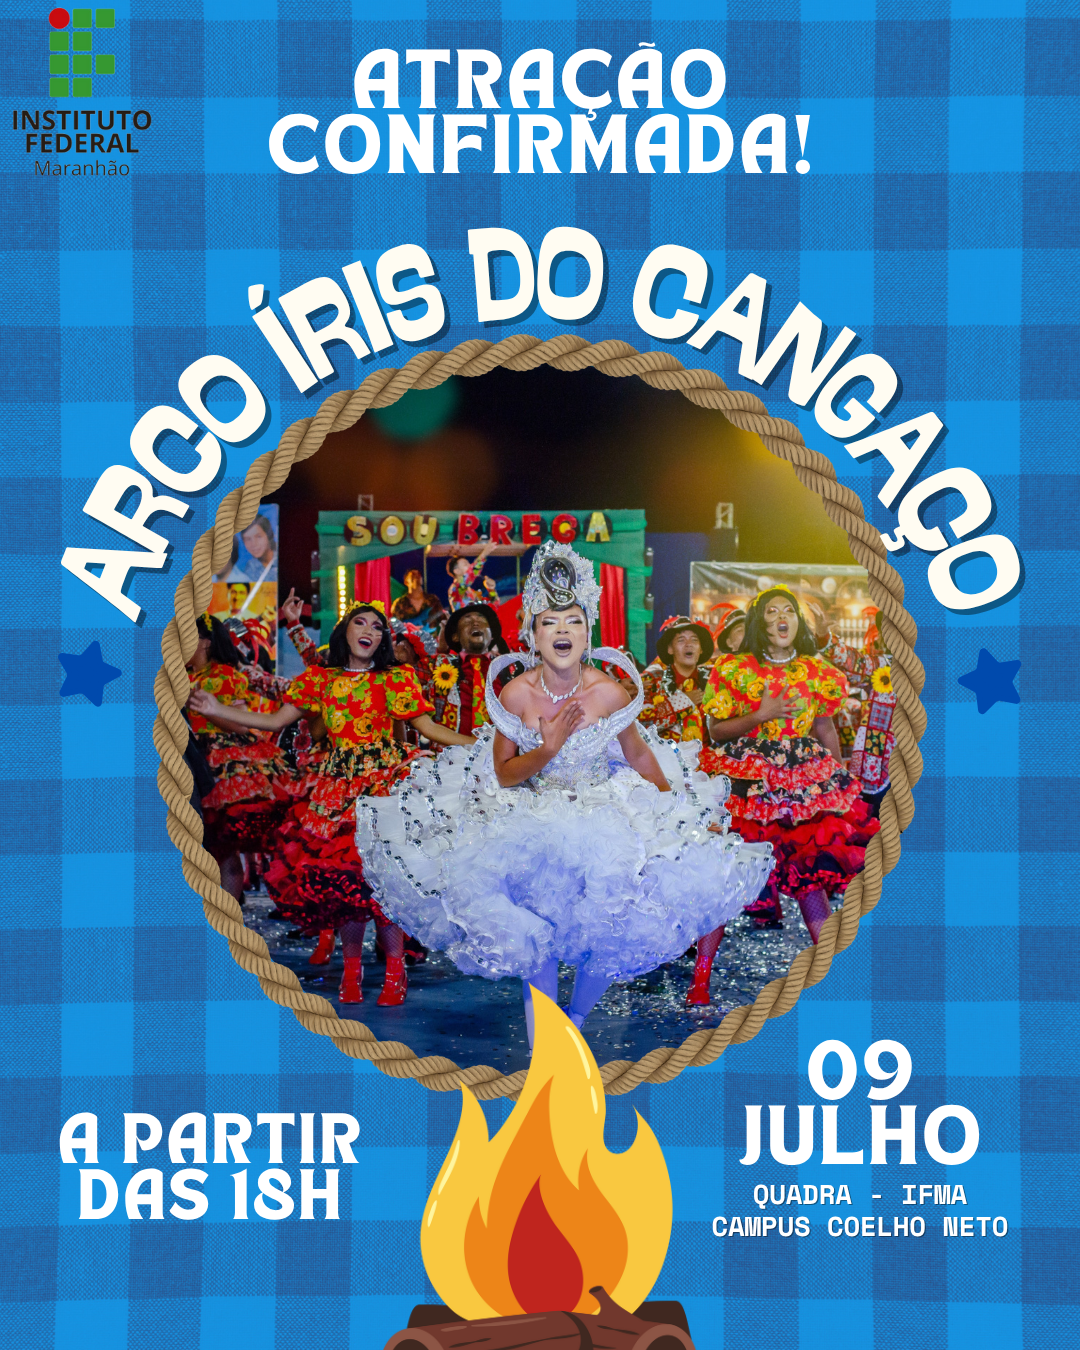 INSTITUTO
FEDERAL
Maranhão
ATRAÇÃO
CONFIRMADA!
ARCO ÍRIS DO CANGAÇO
SOU BREGA
A PARTIR
DAS 18H
09
JULHO
QUADRA - IFMA
CAMPUS COELHO NETO